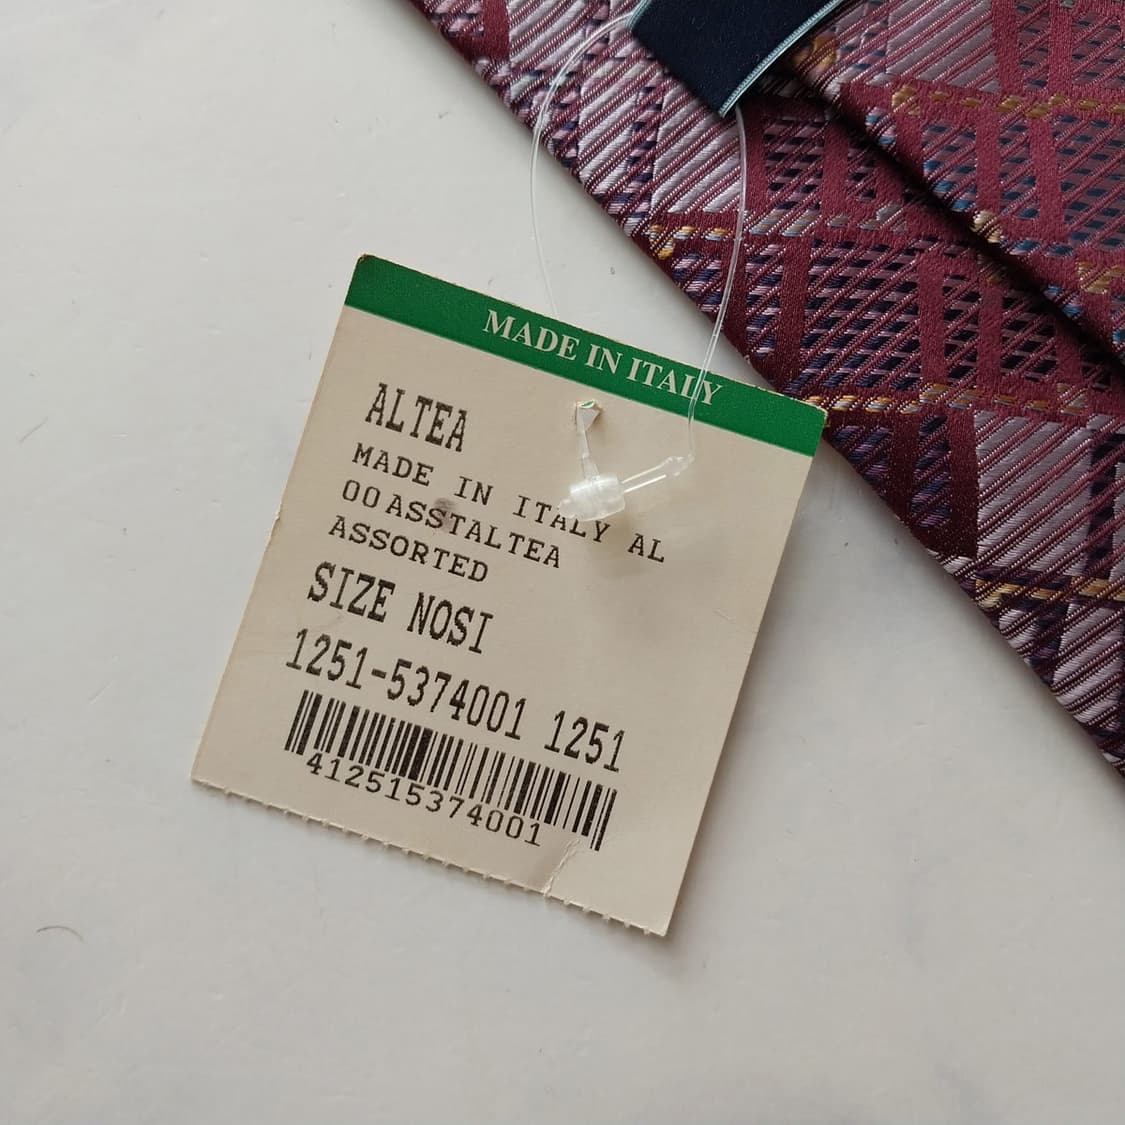 MADE IN ITALY
ALTEA
MADE IN ITALY AL
00ASSTALTEA
ASSORTED
SIZE NOSI
1251-5374001 1251
412515374001